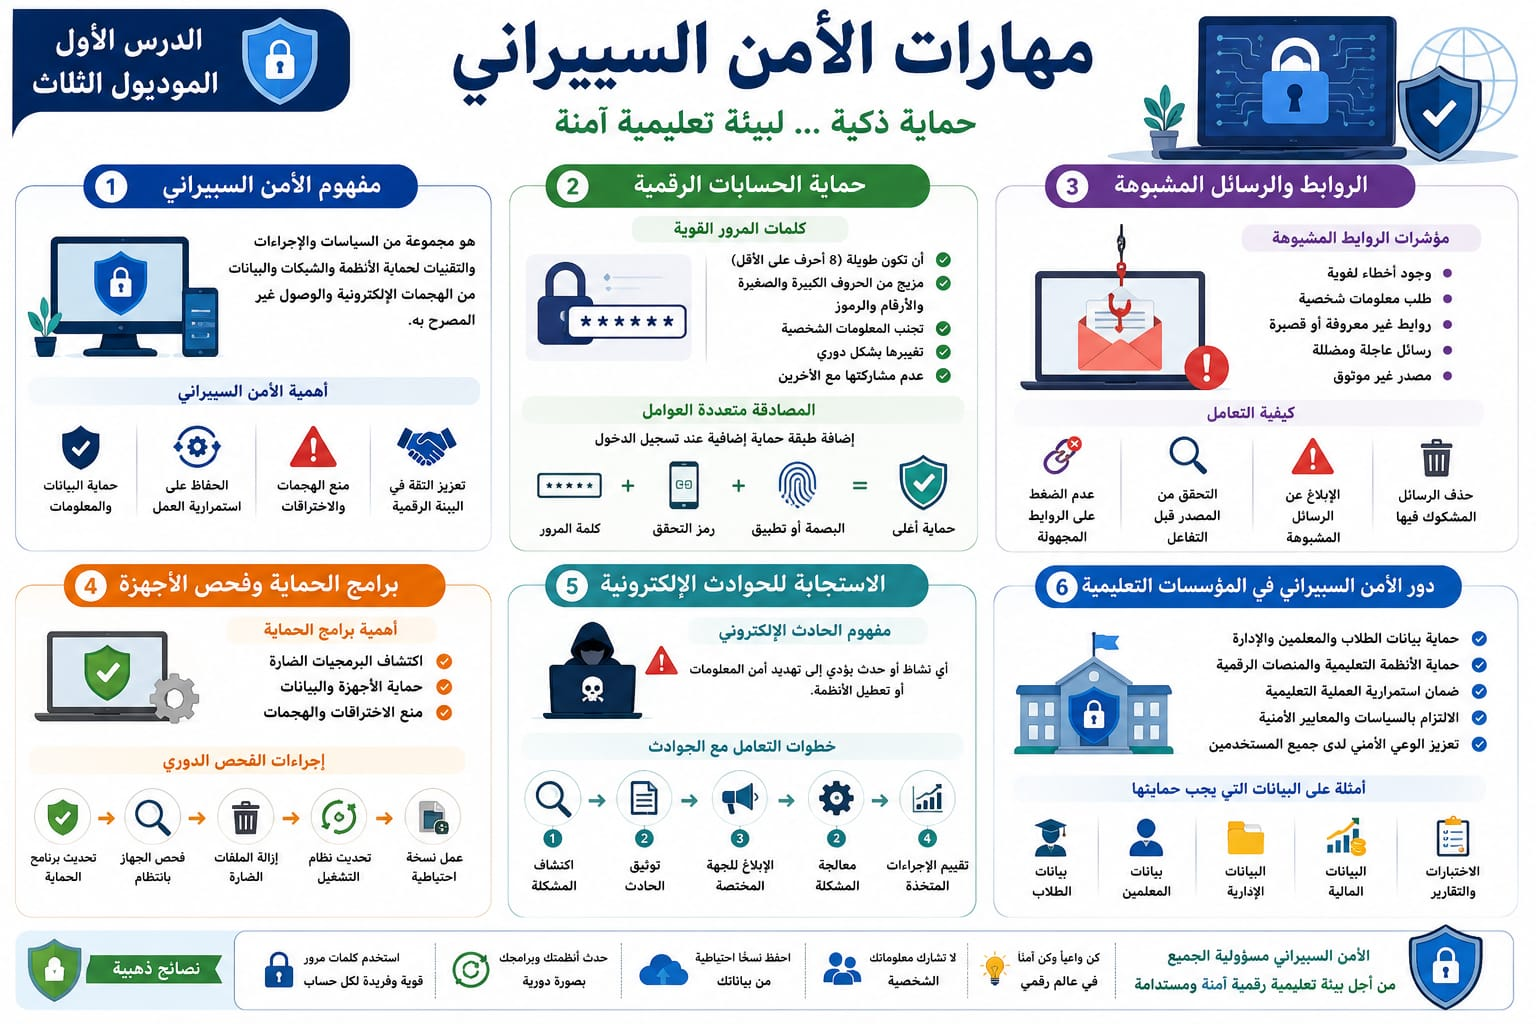 الدرس الأول
الموديول الثلاث
مهارات الأمن السييراني
حماية ذكية ... لبيئة تعليمية آمنة
1 مفهوم الأمن السبيراني
هو مجموعة من السياسات والإجراءات
والتقنيات لحماية الأنظمة والشبكات والبيانات
من الهجمات الإلكترونية والوصول غير
المصرح به.
أهمية الأمن السييراني
حماية البيانات
والمعلومات
الحفاظ على
استمرارية العمل
منع الهجمات
والاختراقات
تعزيز الثقة في
البيئة الرقمية
2 حماية الحسابات الرقمية
كلمات المرور القوية
أن تكون طويلة (8 أحرف على الأقل)
مزيج من الحروف الكبيرة والصغيرة
والأرقام والرموز
تجنب المعلومات الشخصية
تغييرها بشكل دوري
عدم مشاركتها مع الأخرين
******
المصادقة متعددة العوامل
إضافة طبقة حماية إضافية عند تسجيل الدخول
***** + + =
كلمة المرور
رمز التحقق
البصمة أو تطبيق
حماية أعلى
3 الروابط والرسائل المشبوهة
مؤشرات الروابط المشبوهة
وجود أخطاء لغوية
طلب معلومات شخصية
روابط غير معروفة أو قصيرة
رسائل عاجلة ومضللة
مصدر غير موثوق
كيفية التعامل
عدم الضغط
على الروابط
المجهولة
التحقق من
المصدر قبل
التفاعل
الإبلاغ عن
الرسائل
المشبوهة
حذف الرسائل
المشكوك فيها
4 برامج الحماية وفحص الأجهزة
أهمية برامج الحماية
اكتشاف البرمجيات الضارة
حماية الأجهزة والبيانات
منع الاختراقات والهجمات
إجراءات الفحص الدوري
تحديث برنامج
الحماية
فحص الجهاز
بانتظام
إزالة الملفات
الضارة
تحديث نظام
التشغيل
عمل نسخة
احتياطية
5 الاستجابة للحوادث الإلكترونية
مفهوم الحادث الإلكتروني
أي نشاط أو حدث يؤدي إلى تهديد أمن المعلومات
أو تعطيل الأنظمة.
خطوات التعامل مع الحوادث
1
اكتشاف
المشكلة
2
توثيق
الحادث
3
الإبلاغ للجهة
المختصة
2
معالجة
المشكلة
4
تقييم الإجراءات
المتخذة
6 دور الأمن السبيراني في المؤسسات التعليمية
حماية بيانات الطلاب والمعلمين والإدارة
حماية الأنظمة التعليمية والمنصات الرقمية
ضمان استمرارية العملية التعليمية
الالتزام بالسياسات والمعايير الأمنية
تعزيز الوعي الأمني لدى جميع المستخدمين
أمثلة على البيانات التي يجب حمايتها
بيانات
الطلاب
بيانات
المعلمين
البيانات
الإدارية
البيانات
المالية
الاختبارات
والتقارير
نصائح ذهبية
استخدم كلمات مرور
قوية وفريدة لكل حساب
حدث أنظمتك وبرامجك
بصورة دورية
احفظ نسخًا احتياطية
من بياناتك
لا تشارك معلوماتك
الشخصية
كن واعياً وكن آمناً
في عالم رقمي
الأمن السبيراني مسؤولية الجميع
من أجل بيئة تعليمية رقمية آمنة ومستدامة